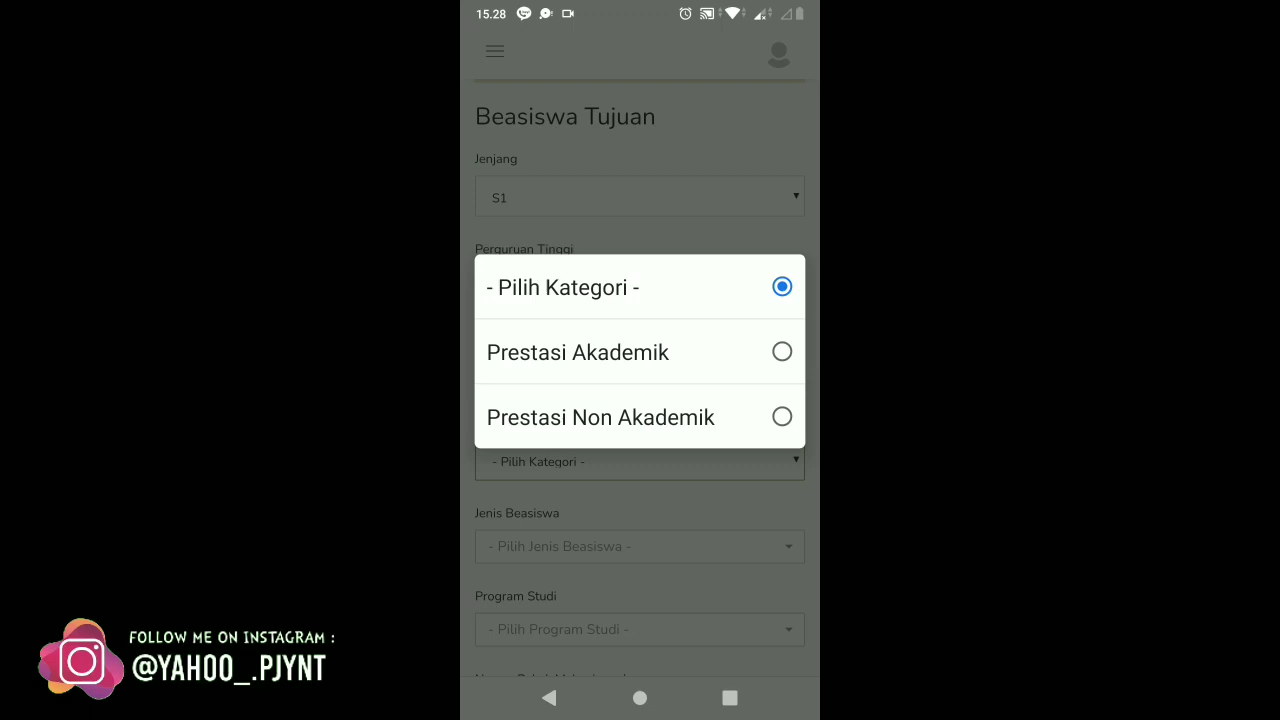 15.28
Beasiswa Tujuan
Jenjang
S1
Perguruan Tinggi
- Pilih Kategori -
Prestasi Akademik
Prestasi Non Akademik
- Pilih Kategori -
Jenis Beasiswa
- Pilih Jenis Beasiswa -
Program Studi
- Pilih Program Studi -
FOLLOW ME ON INSTAGRAM :
@YAHOO_.PJYNT